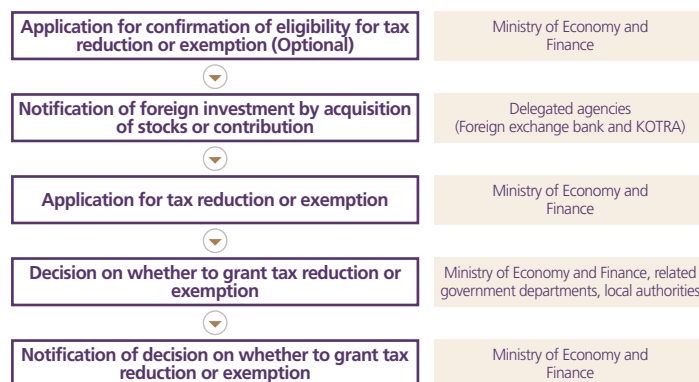 Application for confirmation of eligibility for tax
reduction or exemption (Optional)
Ministry of Economy and
Finance
Notification of foreign investment by acquisition
of stocks or contribution
Delegated agencies
(Foreign exchange bank and KOTRA)
Application for tax reduction or exemption
Ministry of Economy and
Finance
Decision on whether to grant tax reduction or
exemption
Ministry of Economy and Finance, related
government departments, local authorities
Notification of decision on whether to grant tax
reduction or exemption
Ministry of Economy and
Finance